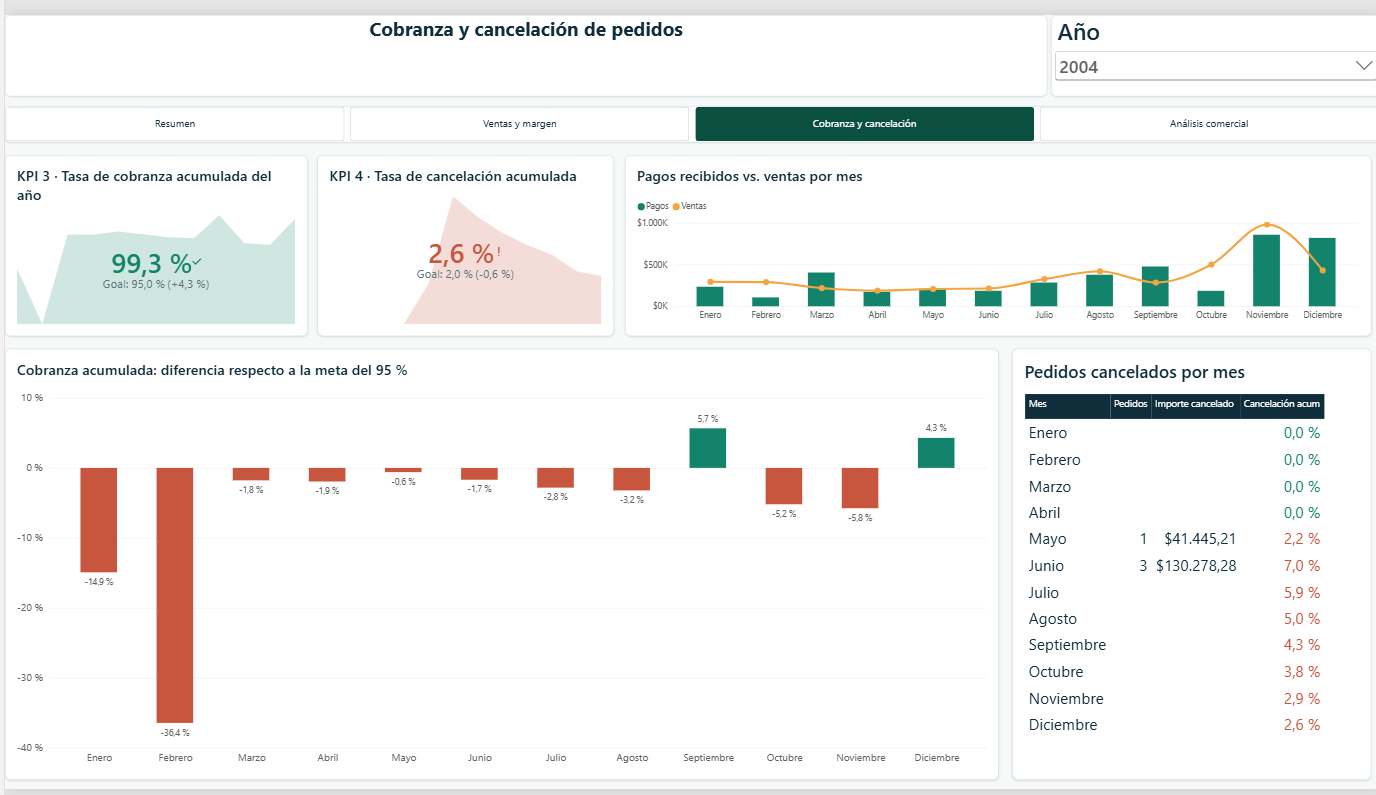 Cobranza y cancelación de pedidos
Año
2004
Resumen
Ventas y margen
Cobranza y cancelación
Análisis comercial
KPI 3 · Tasa de cobranza acumulada del
año
99,3 %
Goal: 95,0 % (+4,3 %)
KPI 4 · Tasa de cancelación acumulada
2,6 %!
Goal: 2,0 % (-0,6 %)
Pagos recibidos vs. ventas por mes
Pagos Ventas
$1.000K
$500K
$0K
Enero Febrero Marzo Abril Mayo Junio Julio Agosto Septiembre Octubre Noviembre Diciembre
Cobranza acumulada: diferencia respecto a la meta del 95 %
10 %
0 %
-10 %
-20 %
-30 %
-40 %
-14,9 %
-36,4 %
-1,8 %
-1,9 %
-0,6 %
-1,7 %
-2,8 %
-3,2 %
5,7 %
-5,2 %
-5,8 %
4,3 %
Enero Febrero Marzo Abril Mayo Junio Julio Agosto Septiembre Octubre Noviembre Diciembre
Pedidos cancelados por mes
Mes Pedidos Importe cancelado Cancelación acum
Enero 0,0 %
Febrero 0,0 %
Marzo 0,0 %
Abril 0,0 %
Mayo 1 $41.445,21 2,2 %
Junio 3 $130.278,28 7,0 %
Julio 5,9 %
Agosto 5,0 %
Septiembre 4,3 %
Octubre 3,8 %
Noviembre 2,9 %
Diciembre 2,6 %